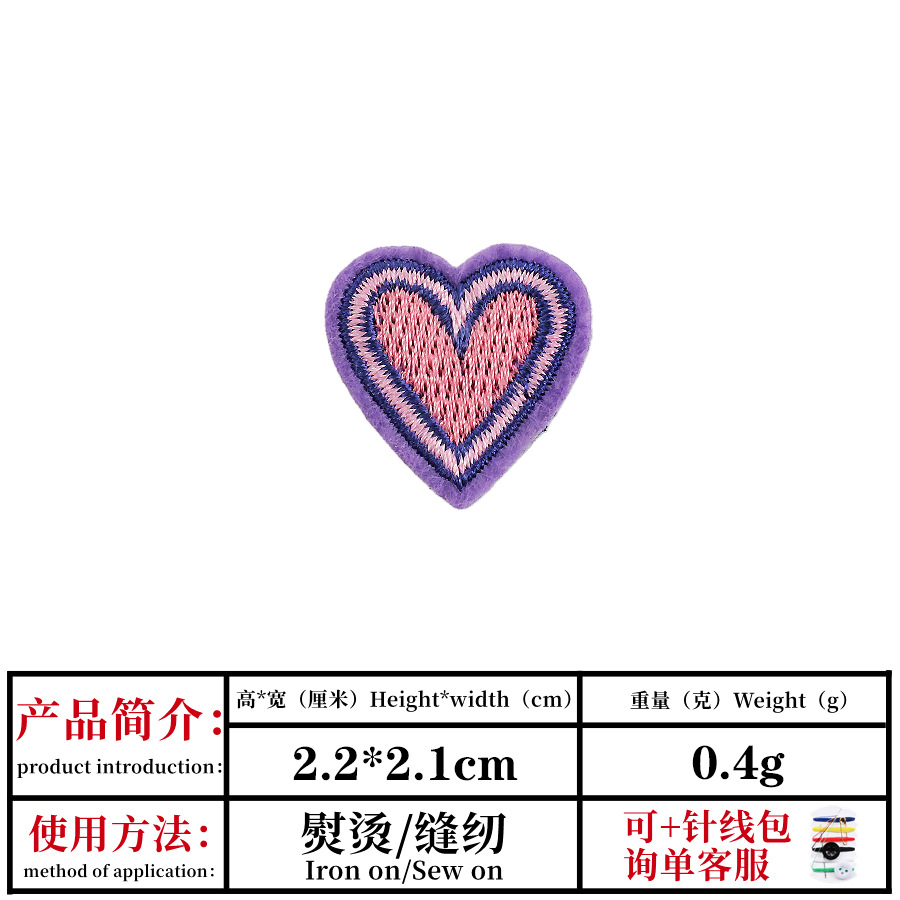 产品简介:
product introduction:
高*宽（厘米）Height*width（cm）
重量（克）Weight（g）
2.2*2.1cm
0.4g
使用方法:
method of application:
熨烫/缝纫
Iron on/Sew on
可+针线包
询单客服